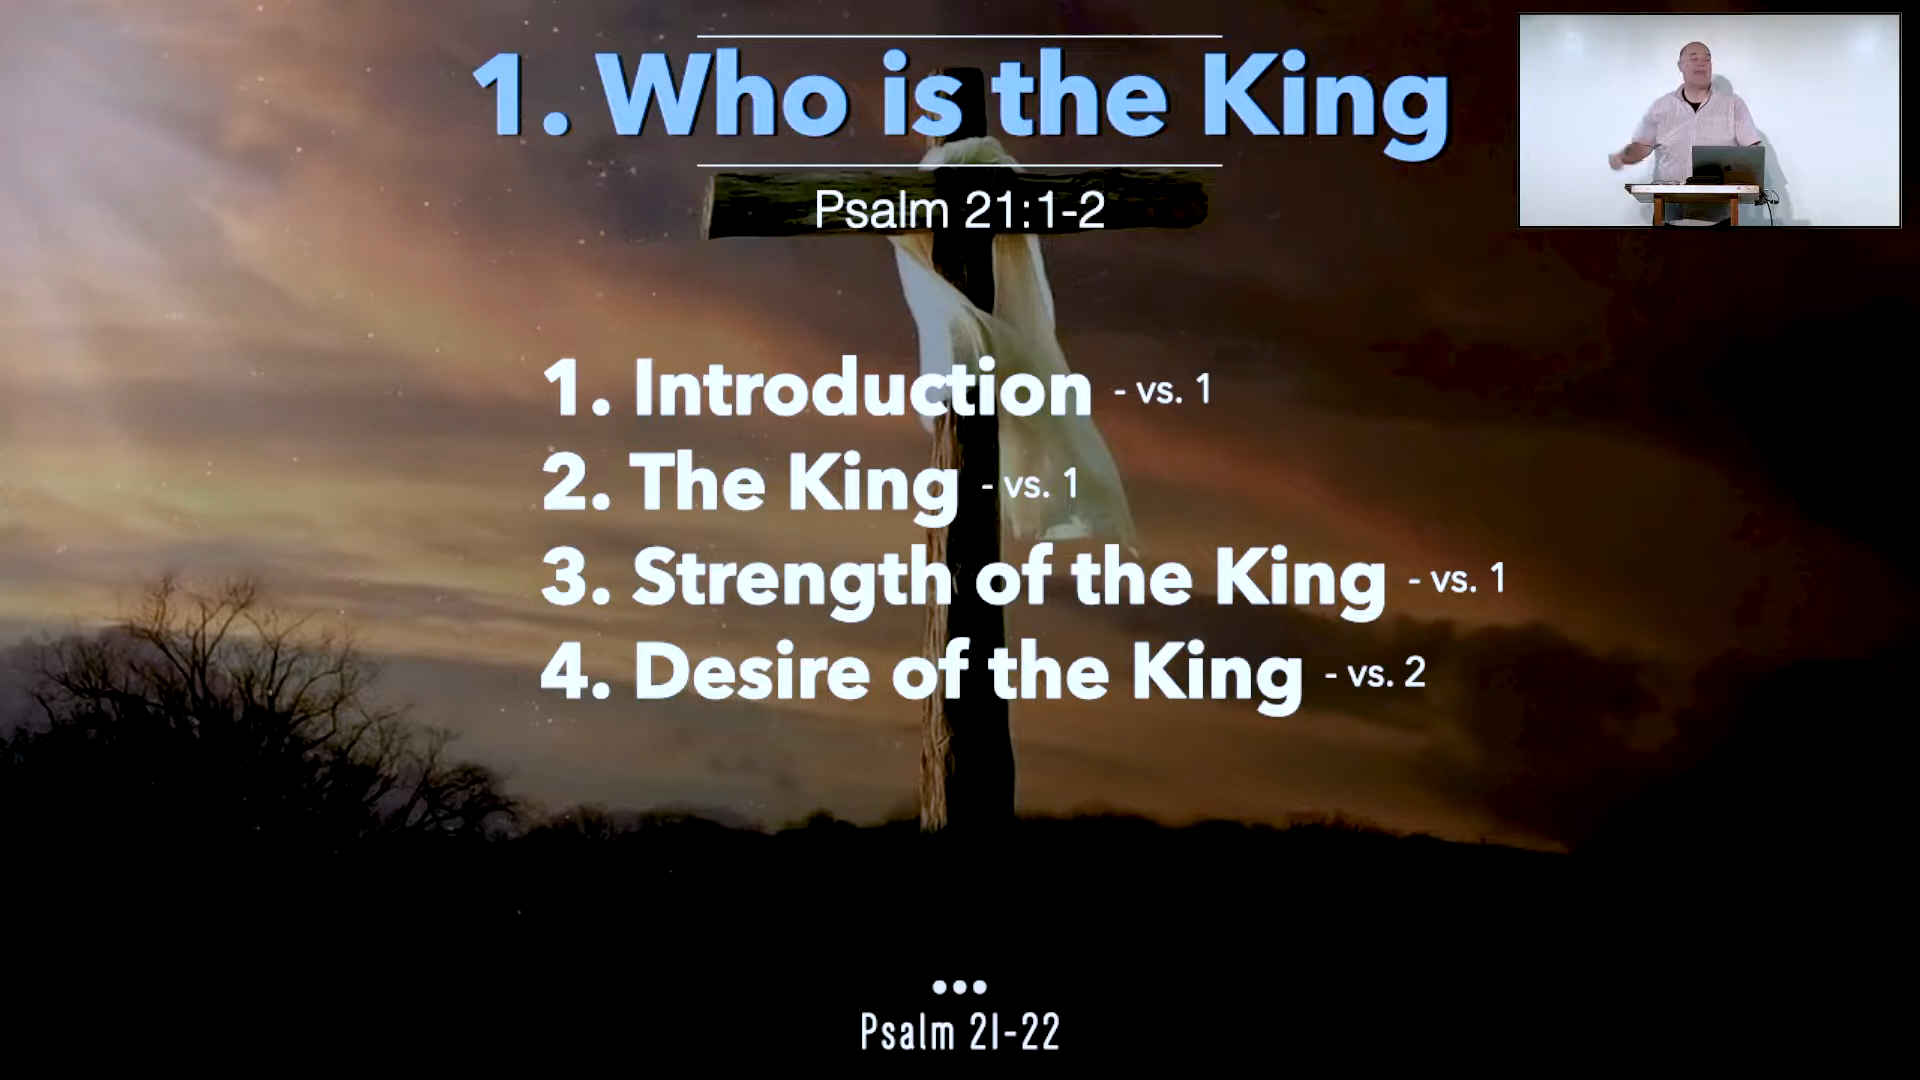 1. Who is the King
Psalm 21:1-2
1. Introduction - vs. 1
2. The King - vs. 1
3. Strength of the King - vs. 1
4. Desire of the King - vs. 2
•••
Psalm 21-22